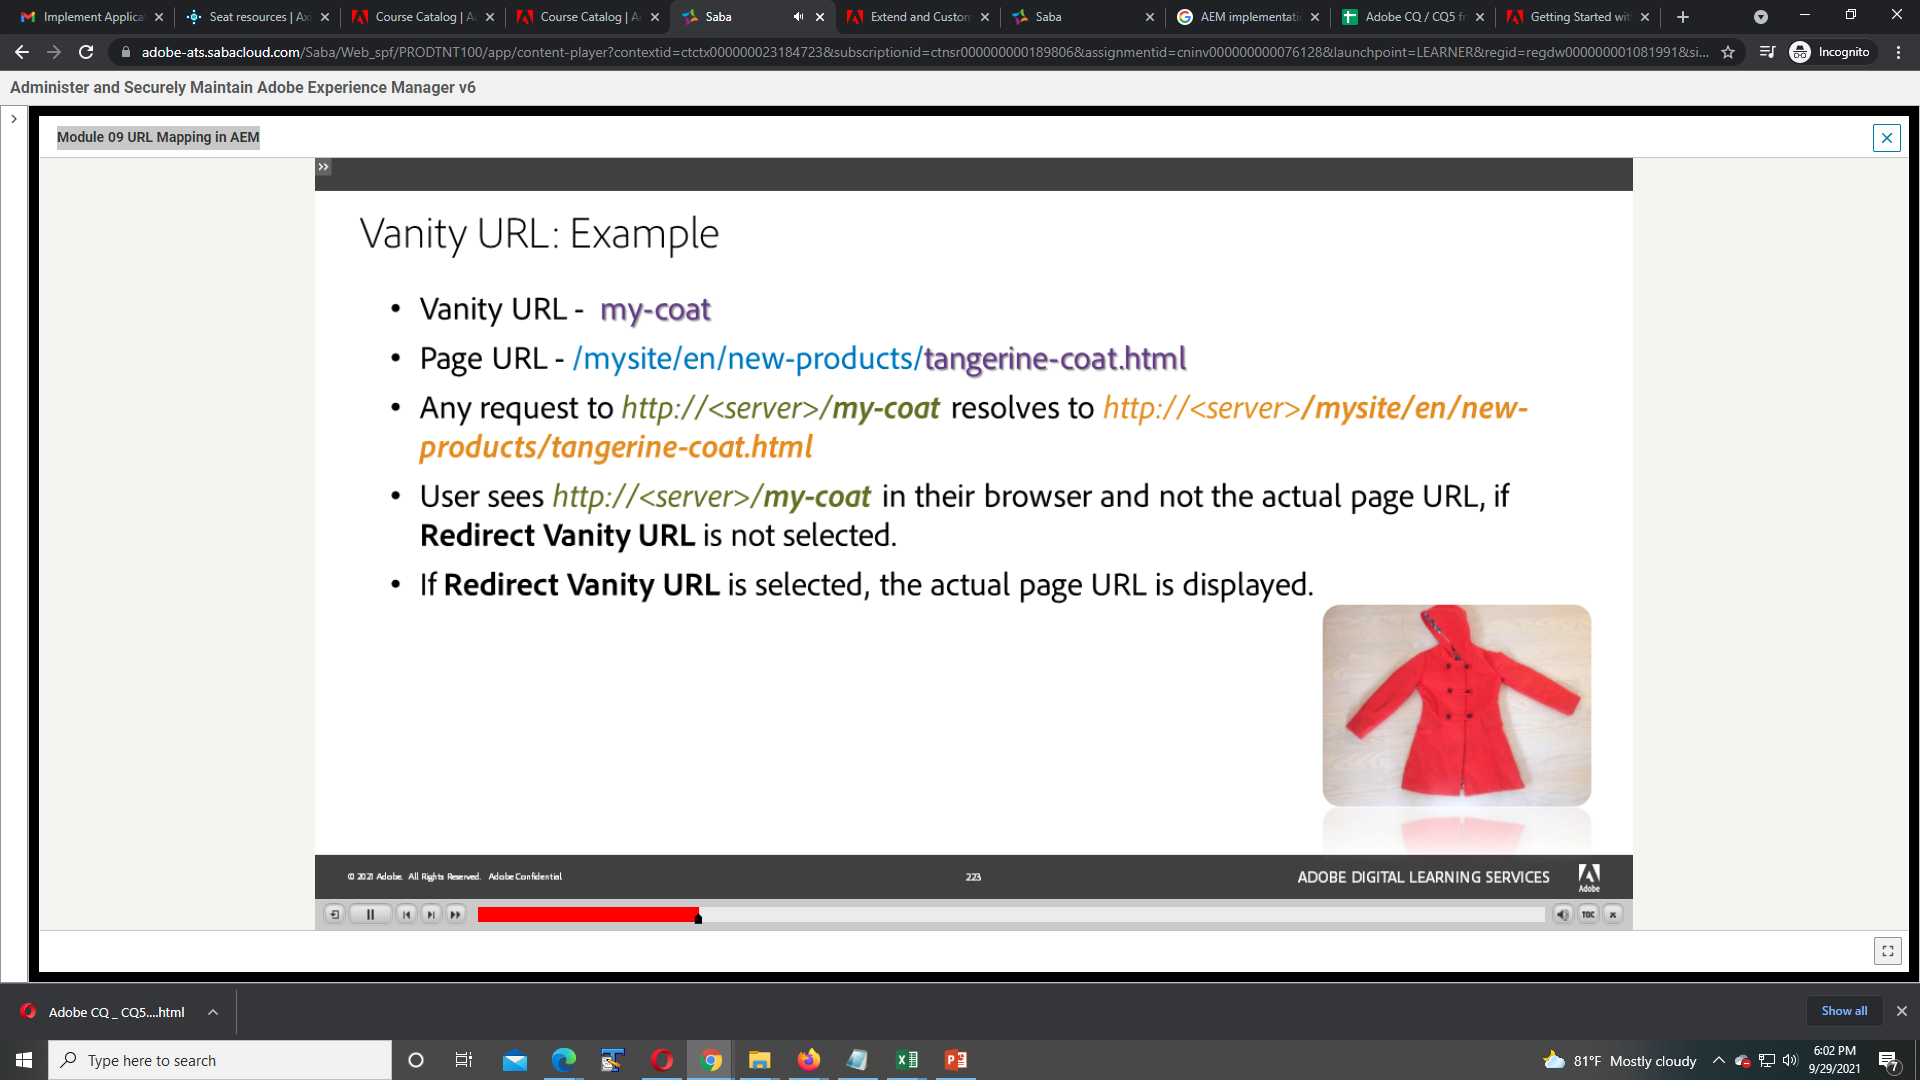 Implement Applica
Seat resources | Ax
Course Catalog | A
Course Catalog | A
Saba
Extend and Custom
Saba
AEM implementati
Adobe CQ / CQ5 f
Getting Started wit
adobe-ats.sabacloud.com/Saba/Web_spf/PRODTNT100/app/content-player?contextid=ctctx000000023184723&subscriptionid=ctnsr000000000189806&assignmentid=cninv000000000076128&launchpoint=LEARNER&regid=regdw000000001081991&si...
Incognito
Administer and Securely Maintain Adobe Experience Manager v6
Module 09 URL Mapping in AEM
Vanity URL: Example
• Vanity URL - my-coat
• Page URL - /mysite/en/new-products/tangerine-coat.html
• Any request to http://<server>/my-coat resolves to http://<server>/mysite/en/new-
products/tangerine-coat.html
• User sees http://<server>/my-coat in their browser and not the actual page URL, if
Redirect Vanity URL is not selected.
• If Redirect Vanity URL is selected, the actual page URL is displayed.
© 2021 Adobe. All Rights Reserved. Adobe Confidential
223
ADOBE DIGITAL LEARNING SERVICES
Adobe
TOC
Adobe CQ _ CQ5....html
Show all
Type here to search
81°F Mostly cloudy
6:02 PM
9/29/2021
7